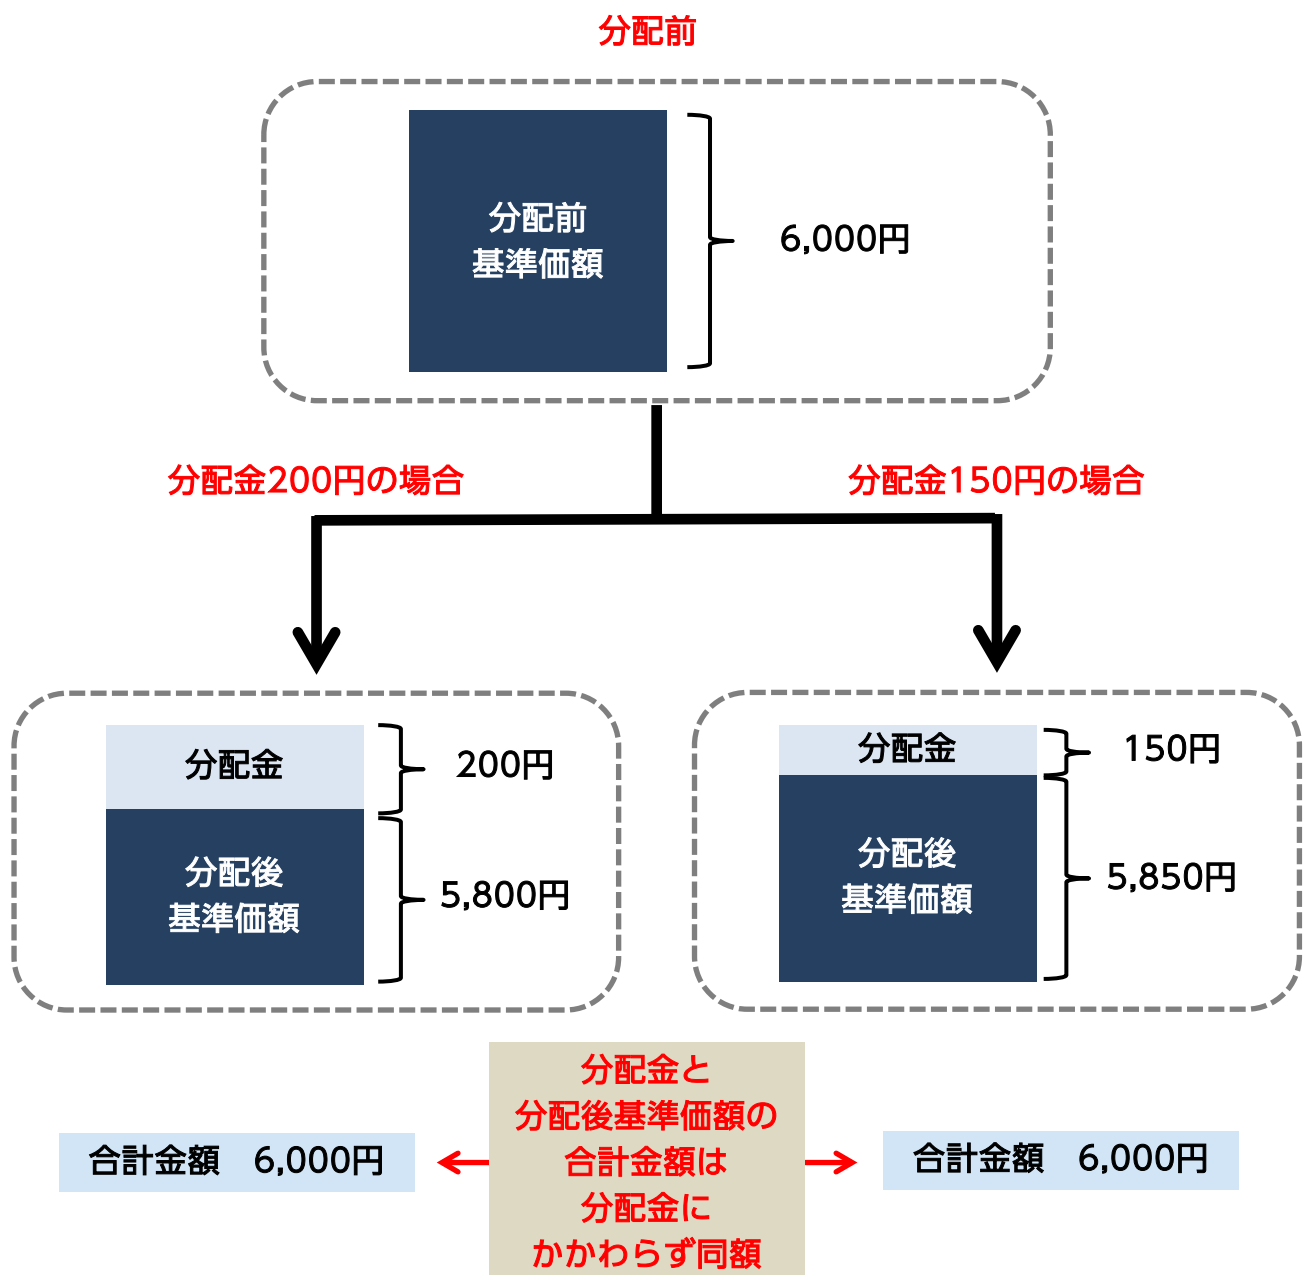 分配前
分配前
基準価額
6,000円
分配金200円の場合
分配金150円の場合
分配金
200円
分配後
基準価額
5,800円
分配金
150円
分配後
基準価額
5,850円
分配金と
分配後基準価額の
合計金額は
分配金に
かかわらず同額
合計金額　6,000円
合計金額　6,000円